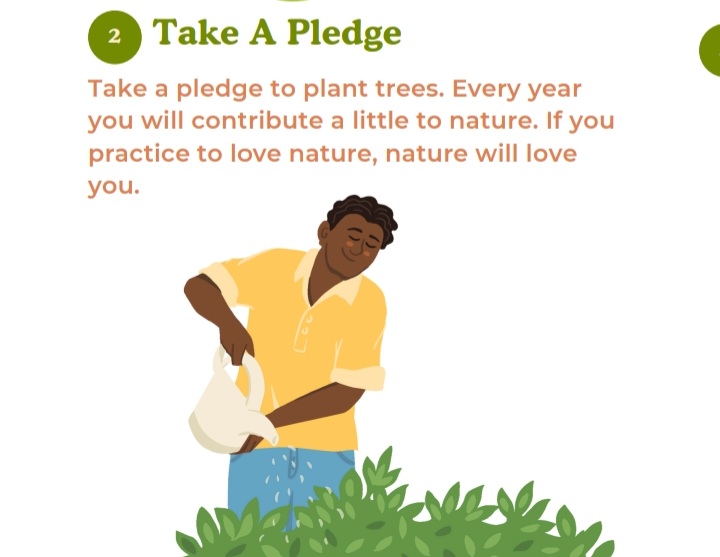 2 Take A Pledge
Take a pledge to plant trees. Every year
you will contribute a little to nature. If you
practice to love nature, nature will love
you.